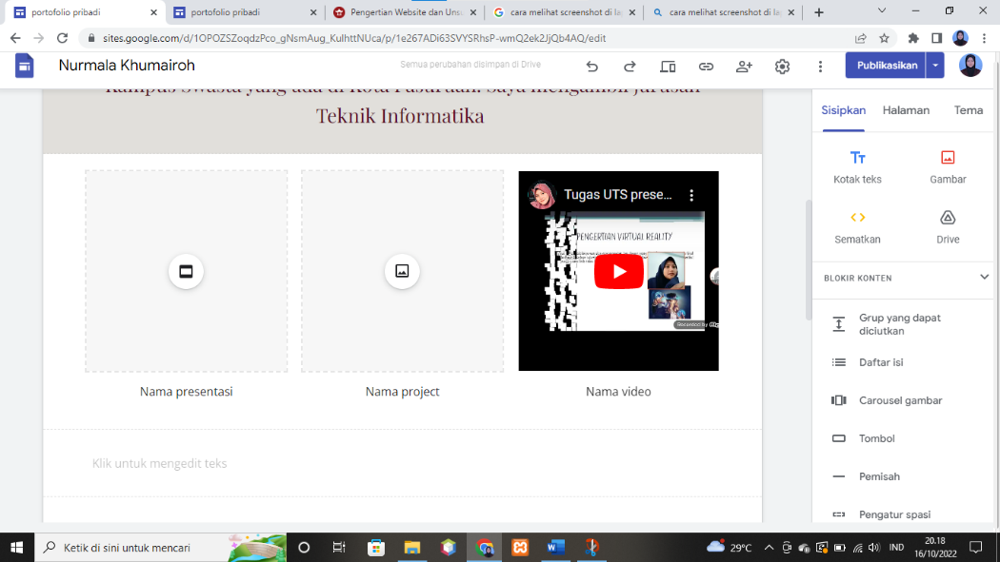 portofolio pribadi
portofolio pribadi
Pengertian Website dan Unsu
cara melihat screenshot di la
cara melihat screenshot di la
sites.google.com/d/1OPOZSZoqdzPco_gNsmAug_KulhttNUca/p/1e267ADi63SVYSRhsP-wmQ2ek2JjQb4AQ/edit
Nurmala Khumairoh
Semua perubahan disimpan di Drive
Publikasikan
Kampus Swasta yang ada di Kota Pasuruan. Saya mengambil jurusan
Teknik Informatika
Tugas UTS prese...
PENGERTIAN VIRTUAL REALITY
Recorded by
Nama presentasi
Nama project
Nama video
Klik untuk mengedit teks
Sisipkan
Halaman
Tema
Tт
Kotak teks
Gambar
Sematkan
Drive
BLOKIR KONTEN
Grup yang dapat
diciutkan
Daftar isi
Carousel gambar
Tombol
Pemisah
Pengatur spasi
Ketik di sini untuk mencari
29°C
IND
20.18
16/10/2022